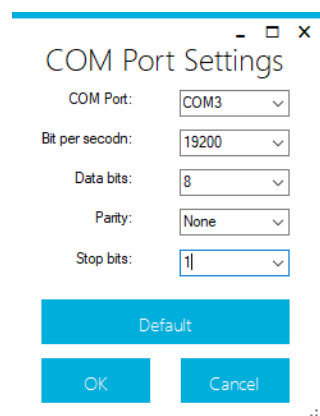 COM Port Settings
COM Port: COM3
Bit per secodn: 19200
Data bits: 8
Parity: None
Stop bits: 1
Default
OK Cancel